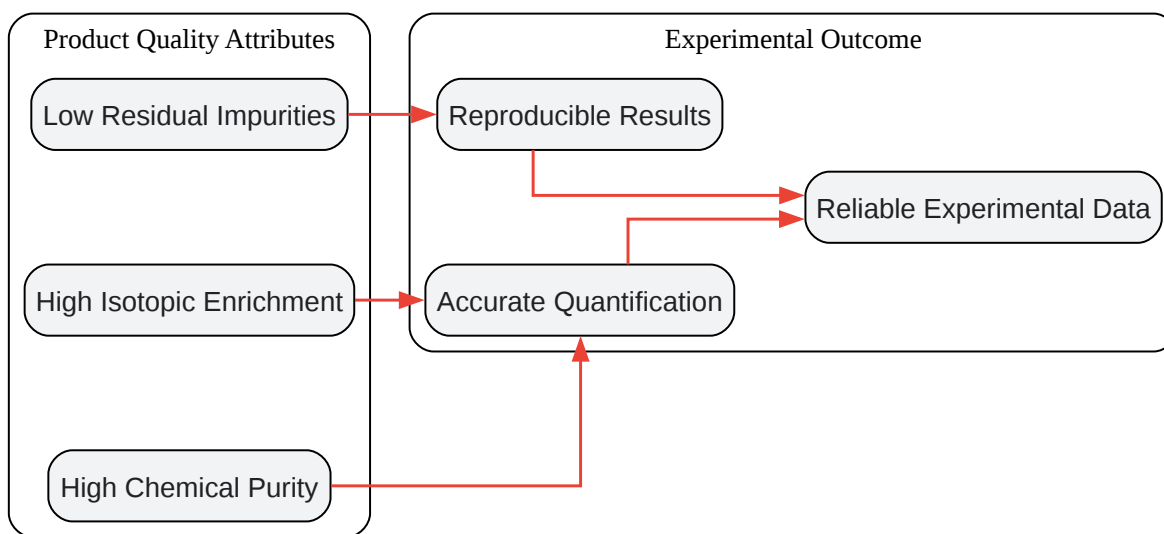 Product Quality Attributes
Low Residual Impurities
High Isotopic Enrichment
High Chemical Purity
Experimental Outcome
Reproducible Results
Accurate Quantification
Reliable Experimental Data